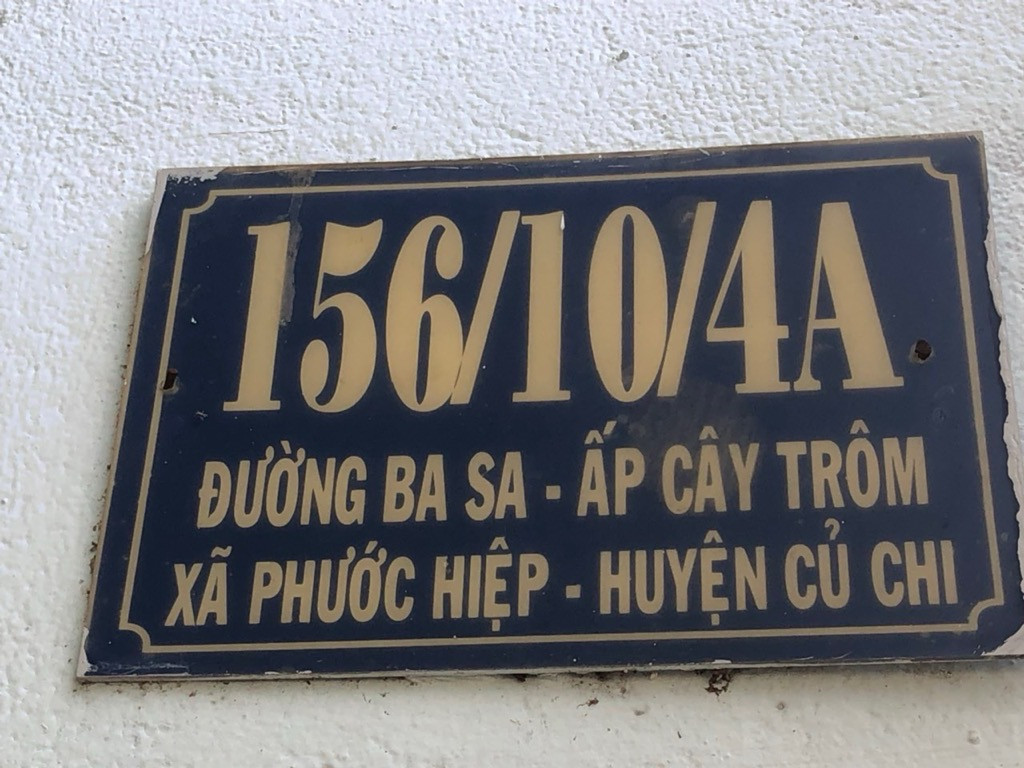 156/10/4A
ĐƯỜNG BA SA - ẤP CÂY TRÔM
XÃ PHƯỚC HIỆP - HUYỆN CỦ CHI